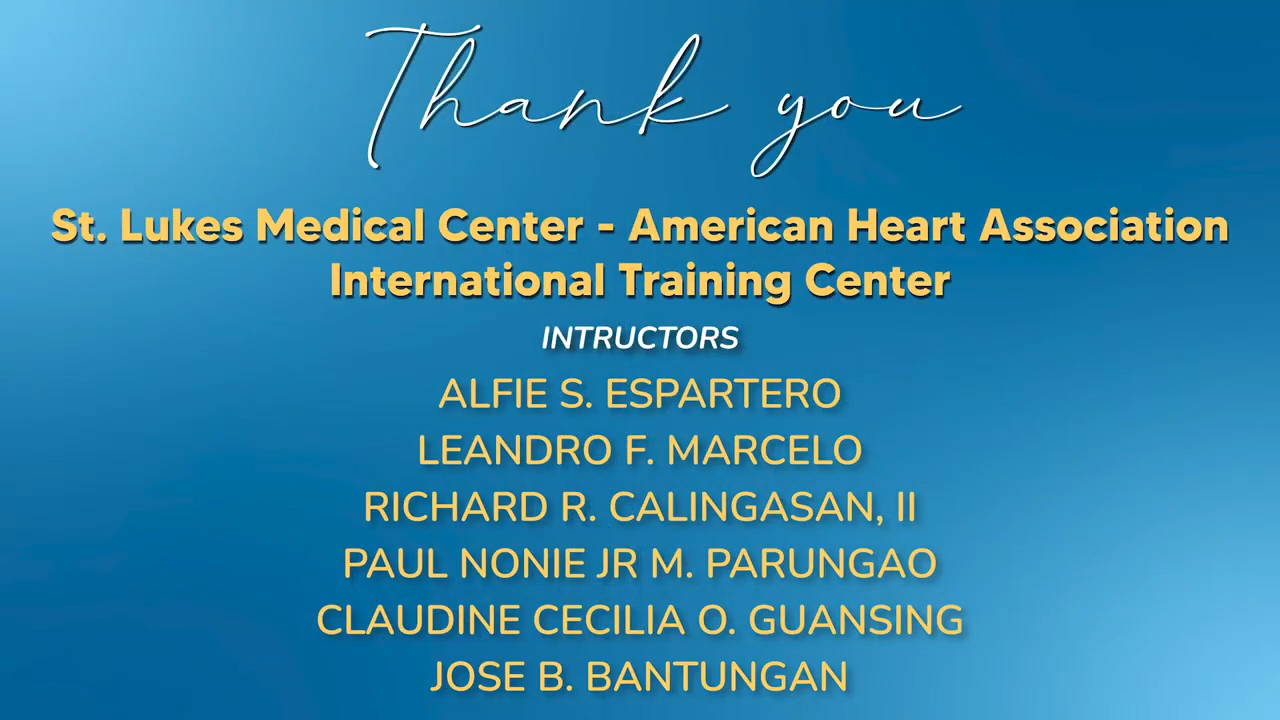 Thank you
St. Lukes Medical Center - American Heart Association
International Training Center
INTRUCTORS
ALFIE S. ESPARTERO
LEANDRO F. MARCELO
RICHARD R. CALINGASAN, II
PAUL NONIE JR M. PARUNGAO
CLAUDINE CECILIA O. GUANSING
JOSE B. BANTUNGAN